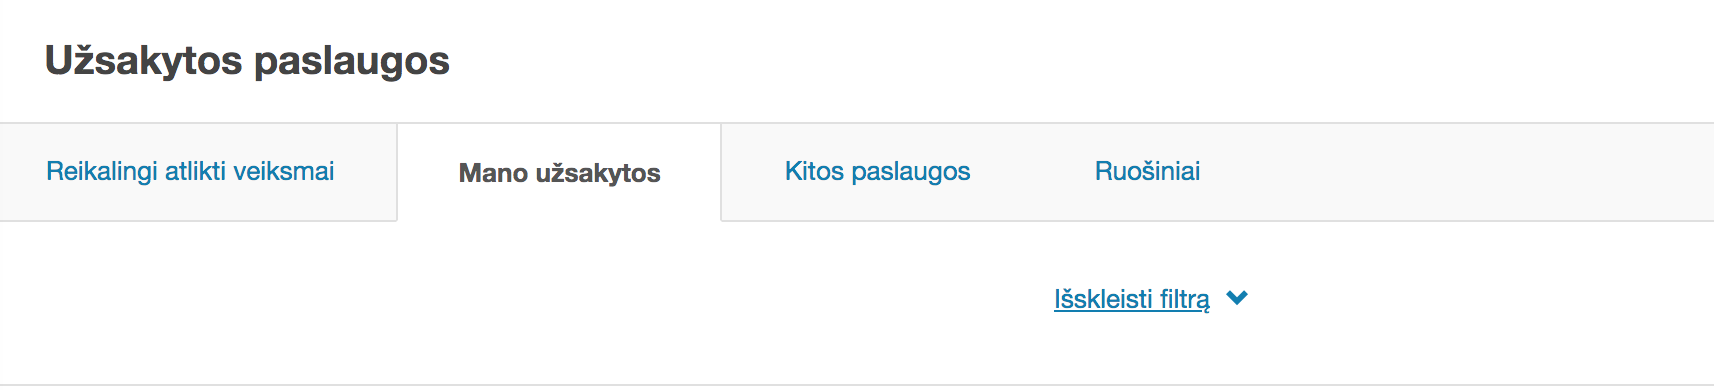 Užsakytos paslaugos
Reikalingi atlikti veiksmai
Mano užsakytos
Kitos paslaugos
Ruošiniai
Išskleisti filtrą